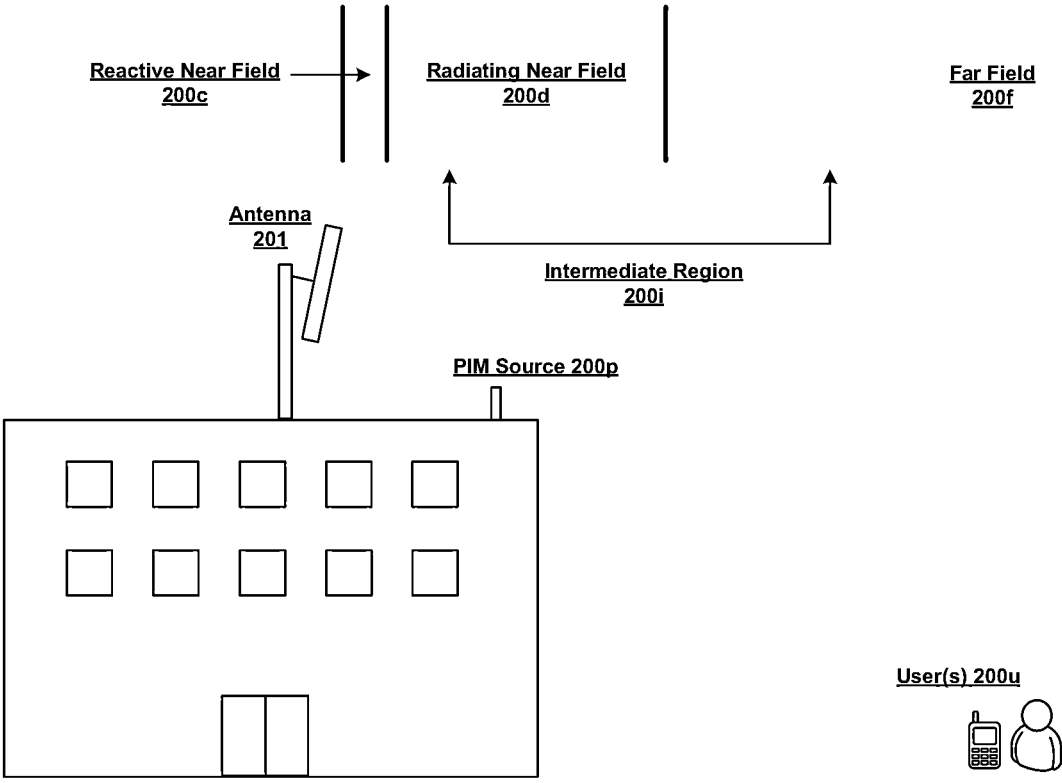 Reactive Near Field
200c
Radiating Near Field
200d
Far Field
200f
Antenna
201
Intermediate Region
200i
PIM Source 200p
User(s) 200u